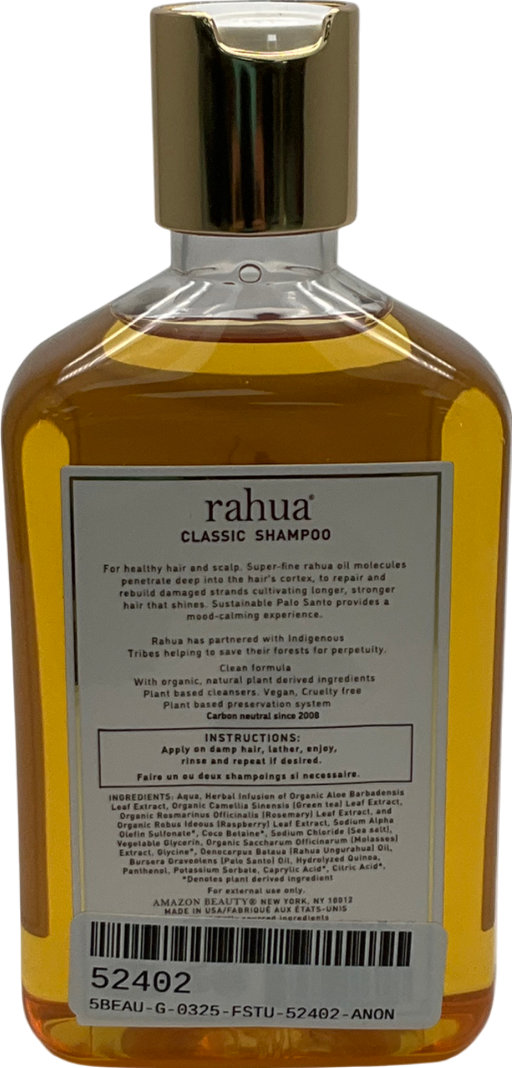 rahua®
CLASSIC SHAMPOO
For healthy hair and scalp. Super-fine rahua oil molecules
penetrate deep into the hair's cortex, to repair and
rebuild damaged strands cultivating longer, stronger
hair that shines. Sustainable Palo Santo provides a
mood-calming experience.
Rahua has partnered with Indigenous
Tribes helping to save their forests for perpetuity.
Clean formula
With organic, natural plant derived ingredients
Plant based cleansers. Vegan, Cruelty free
Plant based preservation system
Carbon neutral since 2008
INSTRUCTIONS:
Apply on damp hair, lather, enjoy,
rinse and repeat if desired.
Faire un ou deux shampoings si necessaire.
INGREDIENTS: Aqua, Herbal Infusion of Organic Aloe Barbadensis
Leaf Extract, Organic Camellia Sinensis (Green tea) Leaf Extract,
Organic Rosmarinus Officinalis (Rosemary) Leaf Extract, and
Organic Robus Ideous (Raspberry) Leaf Extract, Sodium Alpha
Olefin Sulfonate*, Coco Betaine*, Sodium Chloride (Sea salt),
Vegetable Glycerin, Organic Saccharum Officinarum (Molasses)
Extract, Glycine*, Oenocarpus Bataua (Rahua Ungurahua) Oil,
Bursera Graveolens (Palo Santo) Oil, Hydrolyzed Quinoa,
Panthenol, Potassium Sorbate, Caprylic Acid*, Citric Acid*.
*Denotes plant derived ingredient
For external use only.
AMAZON BEAUTY® NEW YORK, NY 10012
MADE IN USA/FABRIQUÉ AUX ÉTATS-UNIS
sourced ingredients
52402
5BEAU-G-0325-FSTU-52402-ANON